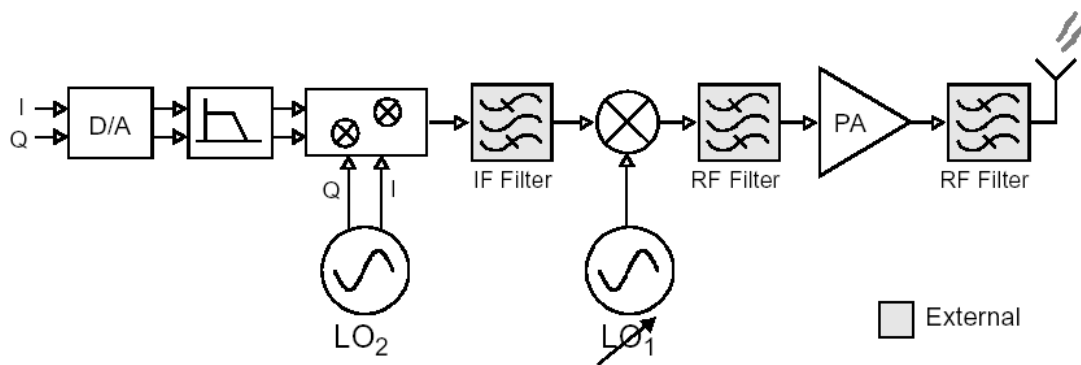 I
Q
D/A
Q
I
LO₂
IF Filter
LO₁
RF Filter
PA
RF Filter
External